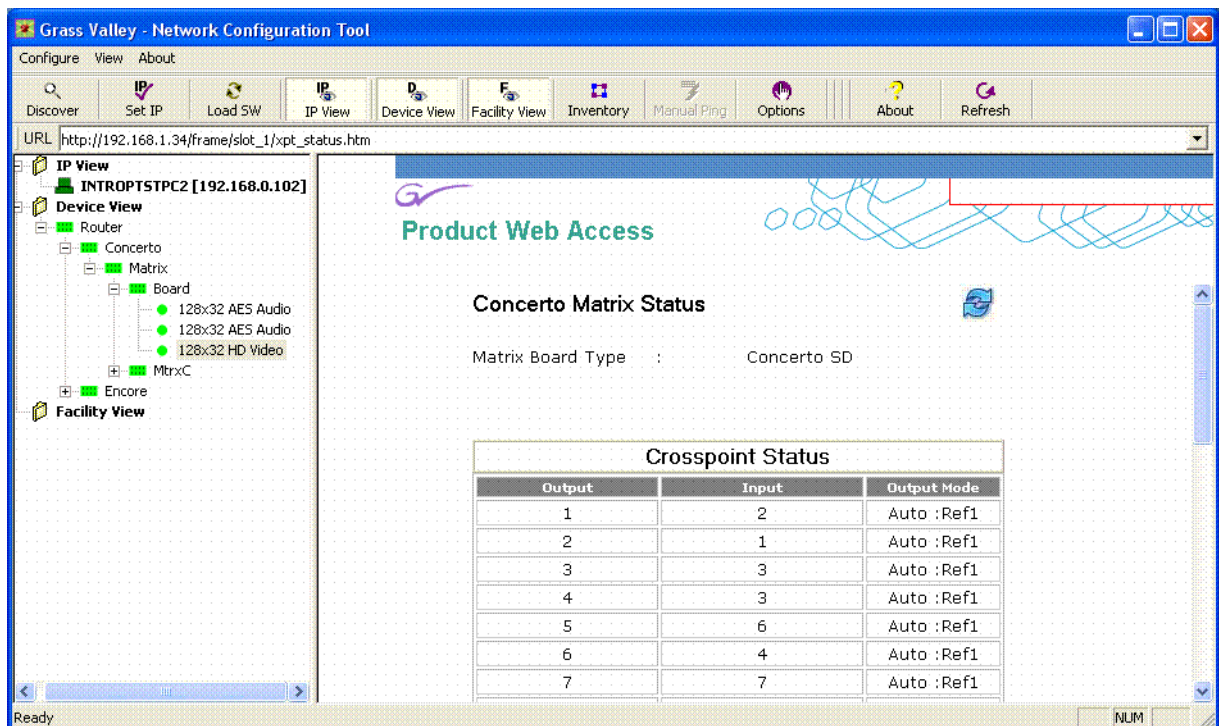 Grass Valley - Network Configuration Tool
Configure View About
Discover Set IP Load SW IP View Device View Facility View Inventory Manual Ping Options About Refresh
URL http://192.168.1.34/frame/slot_1/xpt_status.htm
IP View
INTROPTSTPC2 [192.168.0.102]
Device View
Router
Concerto
Matrix
Board
128x32 AES Audio
128x32 AES Audio
128x32 HD Video
MtrxC
Encore
Facility View
Product Web Access
Concerto Matrix Status
Matrix Board Type : Concerto SD
Crosspoint Status
Output Input Output Mode
1 2 Auto :Ref1
2 1 Auto :Ref1
3 3 Auto :Ref1
4 3 Auto :Ref1
5 6 Auto :Ref1
6 4 Auto :Ref1
7 7 Auto :Ref1
Ready NUM